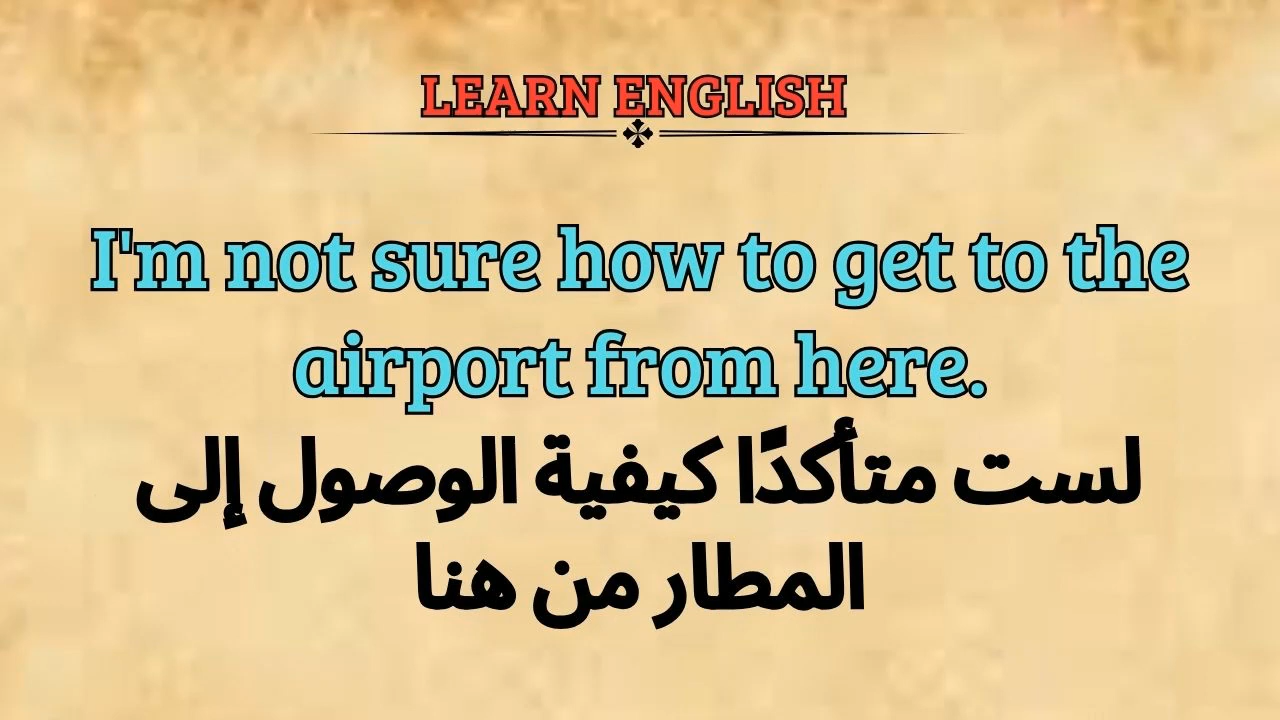 LEARN ENGLISH
I'm not sure how to get to the
airport from here.
لست متأكدًا كيفية الوصول إلى
المطار من هنا